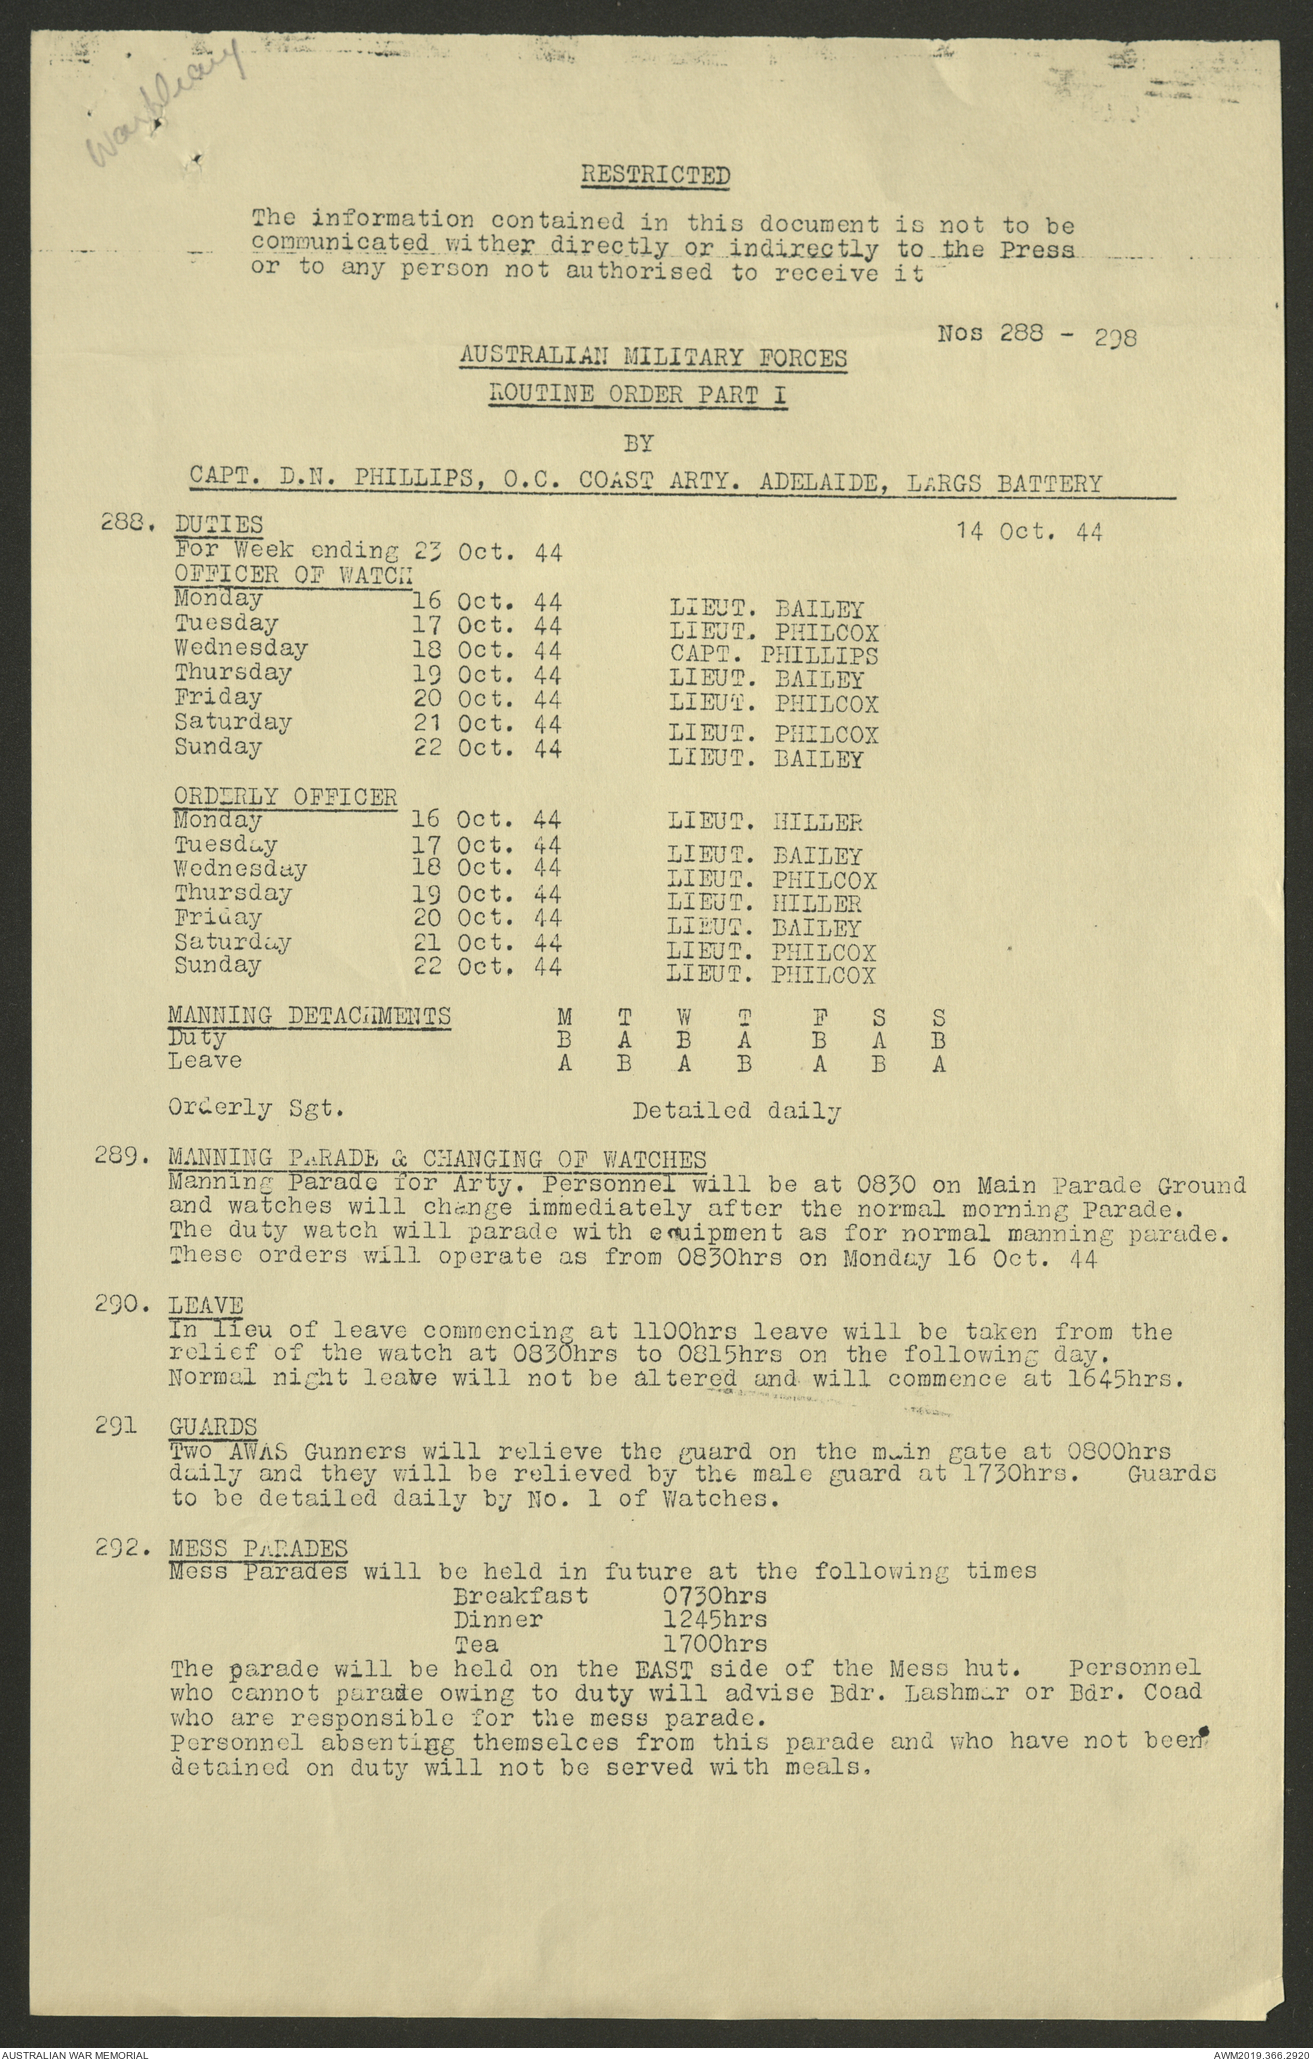 War Diary
RESTRICTED
The information contained in this document is not to be
communicated wither directly or indirectly to the Press
or to any person not authorised to receive it
Nos 288 - 298
AUSTRALIAN MILITARY FORCES
ROUTINE ORDER PART I
BY
CAPT. D.N. PHILLIPS, O.C. COAST ARTY. ADELAIDE, LARGS BATTERY
288. DUTIES 14 Oct. 44
For Week ending 23 Oct. 44
OFFICER OF WATCH
Monday 16 Oct. 44 LIEUT. BAILEY
Tuesday 17 Oct. 44 LIEUT. PHILCOX
Wednesday 18 Oct. 44 CAPT. PHILLIPS
Thursday 19 Oct. 44 LIEUT. BAILEY
Friday 20 Oct. 44 LIEUT. PHILCOX
Saturday 21 Oct. 44 LIEUT. PHILCOX
Sunday 22 Oct. 44 LIEUT. BAILEY
ORDERLY OFFICER
Monday 16 Oct. 44 LIEUT. HILLER
Tuesday 17 Oct. 44 LIEUT. BAILEY
Wednesday 18 Oct. 44 LIEUT. PHILCOX
Thursday 19 Oct. 44 LIEUT. HILLER
Friday 20 Oct. 44 LIEUT. BAILEY
Saturday 21 Oct. 44 LIEUT. PHILCOX
Sunday 22 Oct. 44 LIEUT. PHILCOX
MANNING DETACHMENTS M T W T F S S
Duty B A B A B A B
Leave A B A B A B A
Orderly Sgt. Detailed daily
289. MANNING PARADE & CHANGING OF WATCHES
Manning Parade for Arty. Personnel will be at 0830 on Main Parade Ground
and watches will change immediately after the normal morning Parade.
The duty watch will parade with equipment as for normal manning parade.
These orders will operate as from 0830hrs on Monday 16 Oct. 44
290. LEAVE
In lieu of leave commencing at 1100hrs leave will be taken from the
relief of the watch at 0830hrs to 0815hrs on the following day.
Normal night leave will not be altered and will commence at 1645hrs.
291 GUARDS
Two AWAS Gunners will relieve the guard on the main gate at 0800hrs
daily and they will be relieved by the male guard at 1730hrs. Guards
to be detailed daily by No. 1 of Watches.
292. MESS PARADES
Mess Parades will be held in future at the following times
Breakfast 0730hrs
Dinner 1245hrs
Tea 1700hrs
The parade will be held on the EAST side of the Mess hut. Personnel
who cannot parade owing to duty will advise Bdr. Lashmar or Bdr. Coad
who are responsible for the mess parade.
Personnel absenting themselces from this parade and who have not been
detained on duty will not be served with meals.
AUSTRALIAN WAR MEMORIAL AWM2019.366.2920